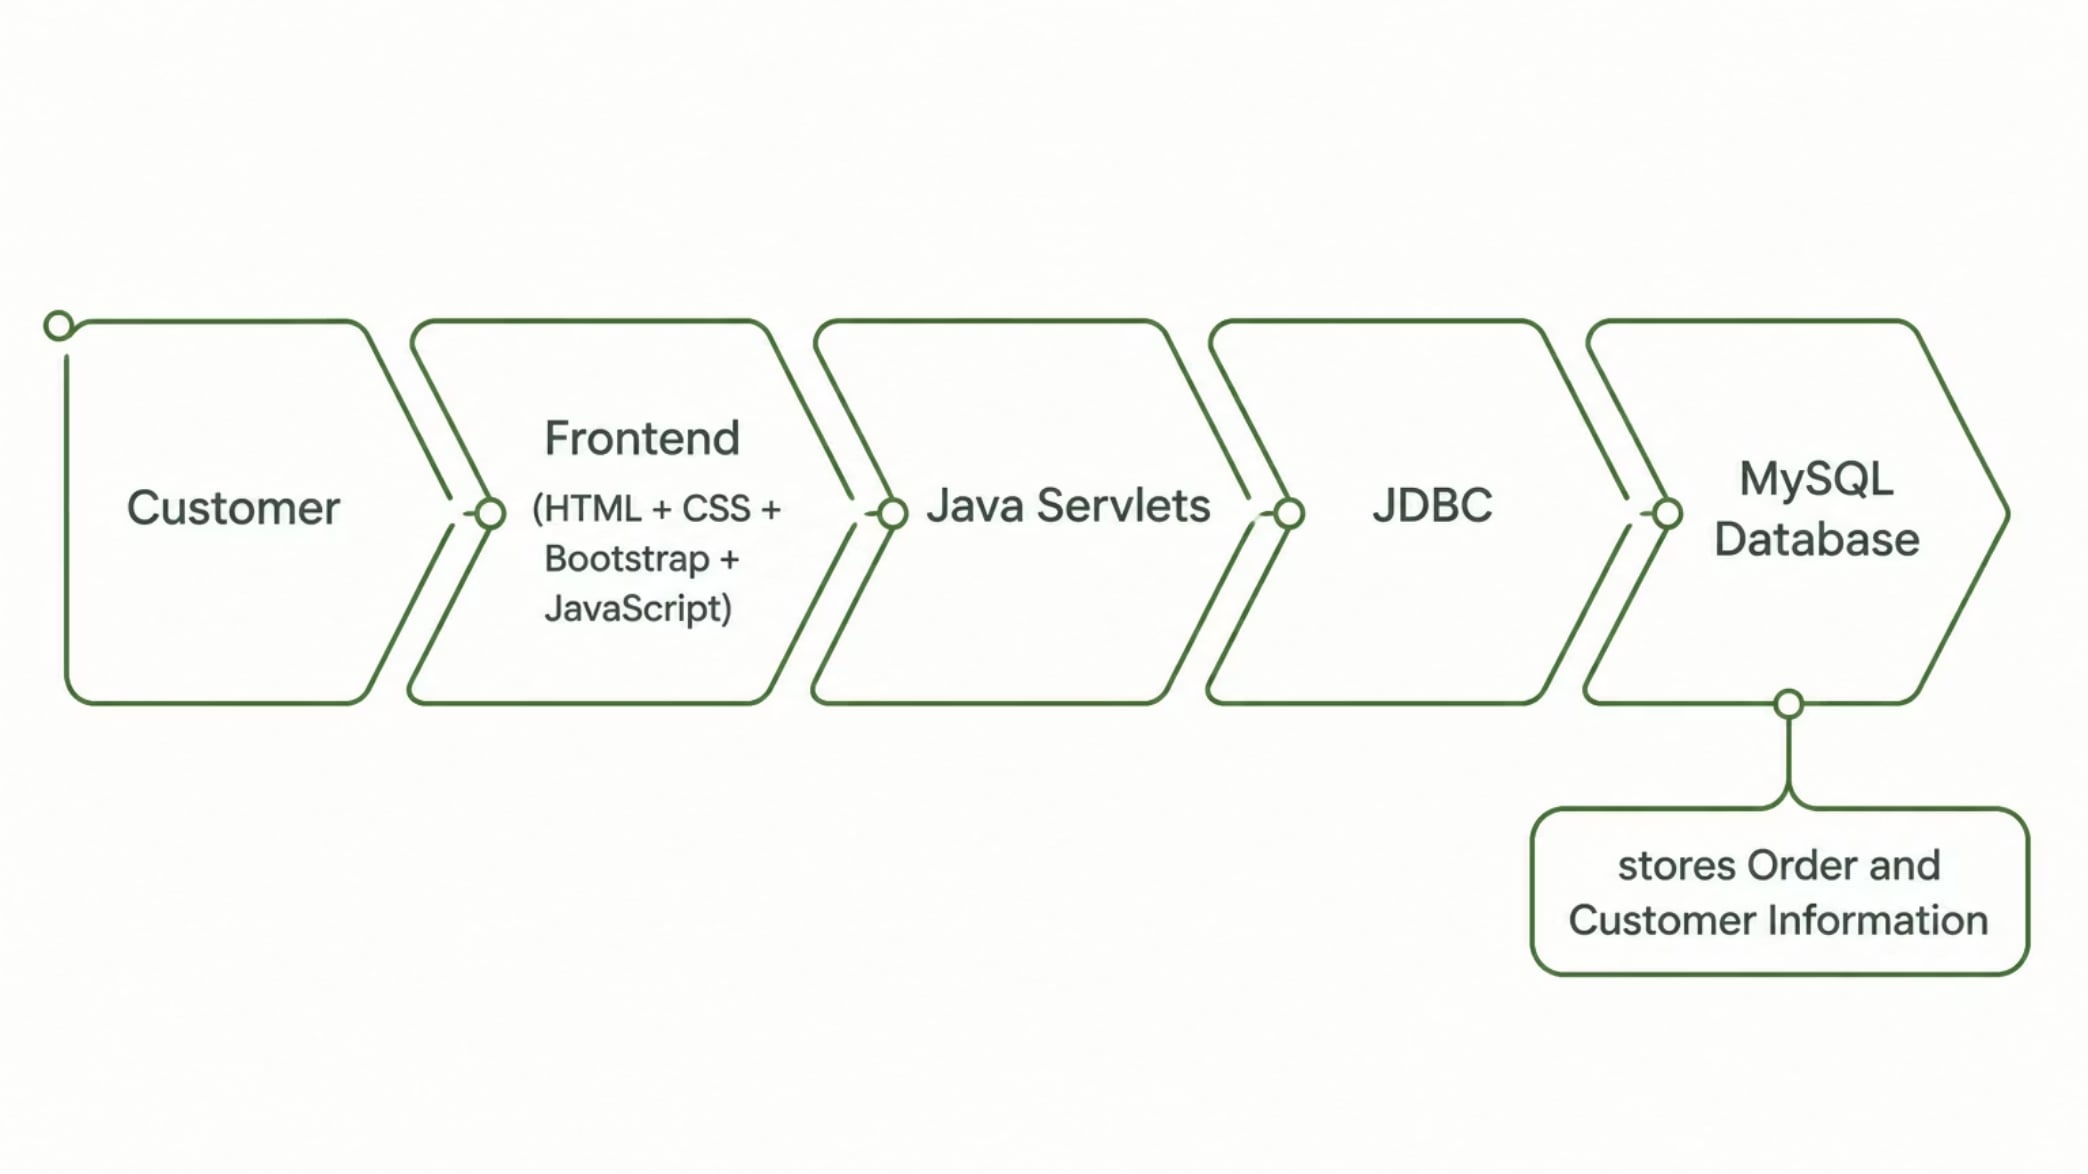 Customer
Frontend
(HTML + CSS +
Bootstrap +
JavaScript)
Java Servlets
JDBC
MySQL
Database
stores Order and
Customer Information